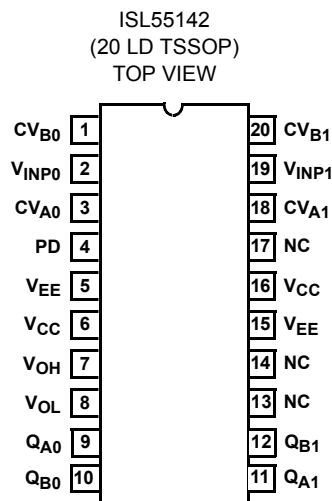 ISL55142
(20 LD TSSOP)
TOP VIEW
CVB0 1 20 CVB1
VINP0 2 19 VINP1
CVA0 3 18 CVA1
PD 4 17 NC
VEE 5 16 VCC
VCC 6 15 VEE
VOH 7 14 NC
VOL 8 13 NC
QA0 9 12 QB1
QB0 10 11 QA1